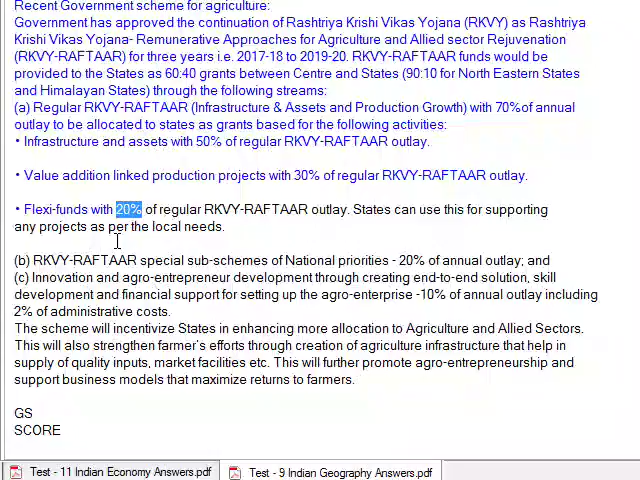 Recent Government scheme for agriculture:
Government has approved the continuation of Rashtriya Krishi Vikas Yojana (RKVY) as Rashtriya
Krishi Vikas Yojana- Remunerative Approaches for Agriculture and Allied sector Rejuvenation
(RKVY-RAFTAAR) for three years i.e. 2017-18 to 2019-20. RKVY-RAFTAAR funds would be
provided to the States as 60:40 grants between Centre and States (90:10 for North Eastern States
and Himalayan States) through the following streams:
(a) Regular RKVY-RAFTAAR (Infrastructure & Assets and Production Growth) with 70%of annual
outlay to be allocated to states as grants based for the following activities:
• Infrastructure and assets with 50% of regular RKVY-RAFTAAR outlay.
• Value addition linked production projects with 30% of regular RKVY-RAFTAAR outlay.
• Flexi-funds with 20% of regular RKVY-RAFTAAR outlay. States can use this for supporting
any projects as per the local needs.
(b) RKVY-RAFTAAR special sub-schemes of National priorities - 20% of annual outlay; and
(c) Innovation and agro-entrepreneur development through creating end-to-end solution, skill
development and financial support for setting up the agro-enterprise -10% of annual outlay including
2% of administrative costs.
The scheme will incentivize States in enhancing more allocation to Agriculture and Allied Sectors.
This will also strengthen farmer's efforts through creation of agriculture infrastructure that help in
supply of quality inputs, market facilities etc. This will further promote agro-entrepreneurship and
support business models that maximize returns to farmers.
GS
SCORE
Test - 11 Indian Economy Answers.pdf
Test - 9 Indian Geography Answers.pdf